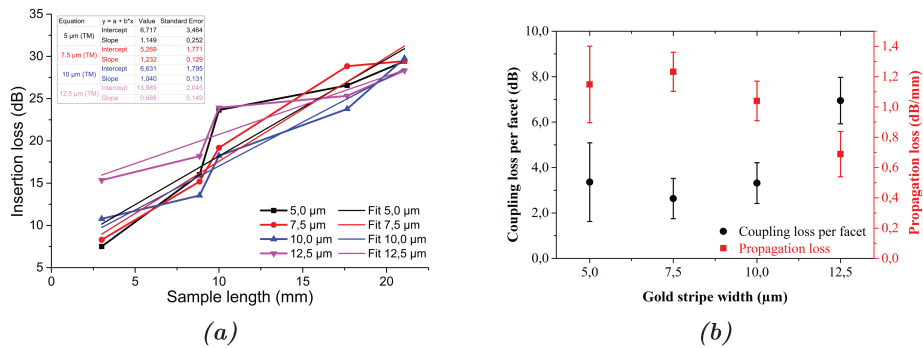 Equation y = a + b*x Value Standard Error
5 µm (TM) Intercept 6,717 3,464
Slope 1,149 0,252
7,5 µm (TM) Intercept 5,269 1,771
Slope 1,232 0,129
10 µm (TM) Intercept 6,631 1,795
Slope 1,040 0,131
12,5 µm (TM) Intercept 13,889 2,045
Slope 0,688 0,149
35
30
25
20
15
10
5
Insertion loss (dB)
5,0 µm Fit 5,0 µm
7,5 µm Fit 7,5 µm
10,0 µm Fit 10,0 µm
12,5 µm Fit 12,5 µm
0 5 10 15 20
Sample length (mm)
(a)
10,0
8,0
6,0
4,0
2,0
0,0
Coupling loss per facet (dB)
Coupling loss per facet
Propagation loss
5,0 7,5 10,0 12,5
Gold stripe width (µm)
1,4
1,2
1,0
0,8
0,6
0,4
0,2
0,0
Propagation loss (dB/mm)
(b)